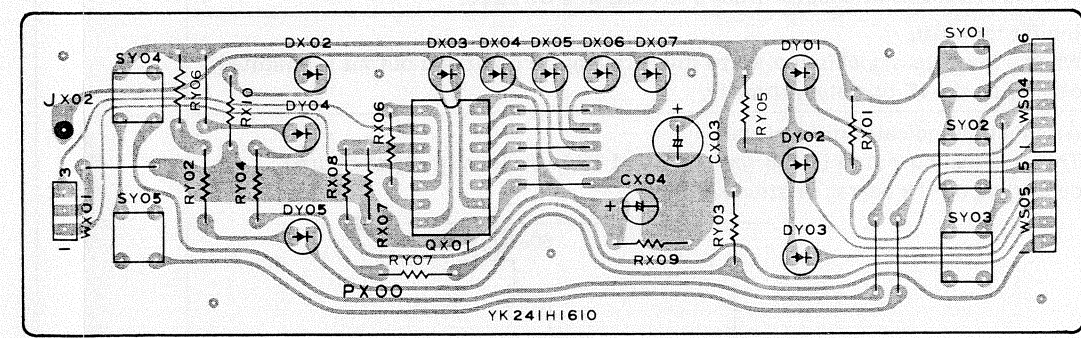 DX02 DX03 DX04 DX05 DX06 DX07 DY01 SY01
SY04
6
JX02
RY06
RX10
DY04
RX06
CX03
RY05
DY02
RY01
SY02
WS04
1
3
WX01
1
SY05
RY02
RY04
RX08
RX07
DY05
CX04
RY03
5
WS05
1
SY03
QX01
RX09
DY03
RY07
PX00
YK241H1610